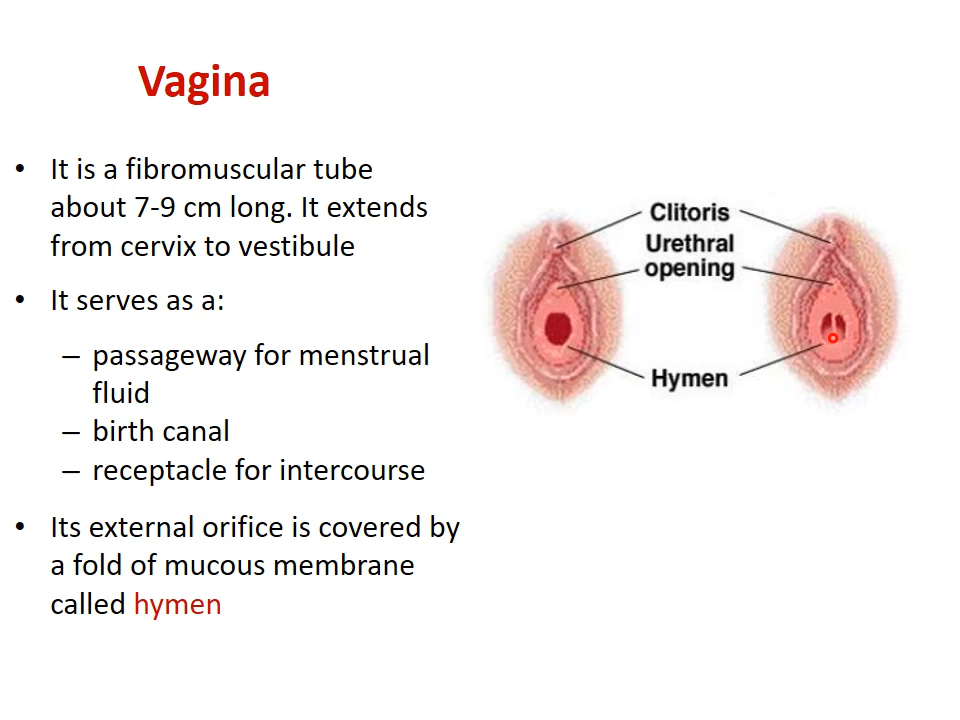 Vagina
• It is a fibromuscular tube
about 7-9 cm long. It extends
from cervix to vestibule
• It serves as a:
– passageway for menstrual
fluid
– birth canal
– receptacle for intercourse
• Its external orifice is covered by
a fold of mucous membrane
called hymen
Clitoris
Urethral
opening
Hymen